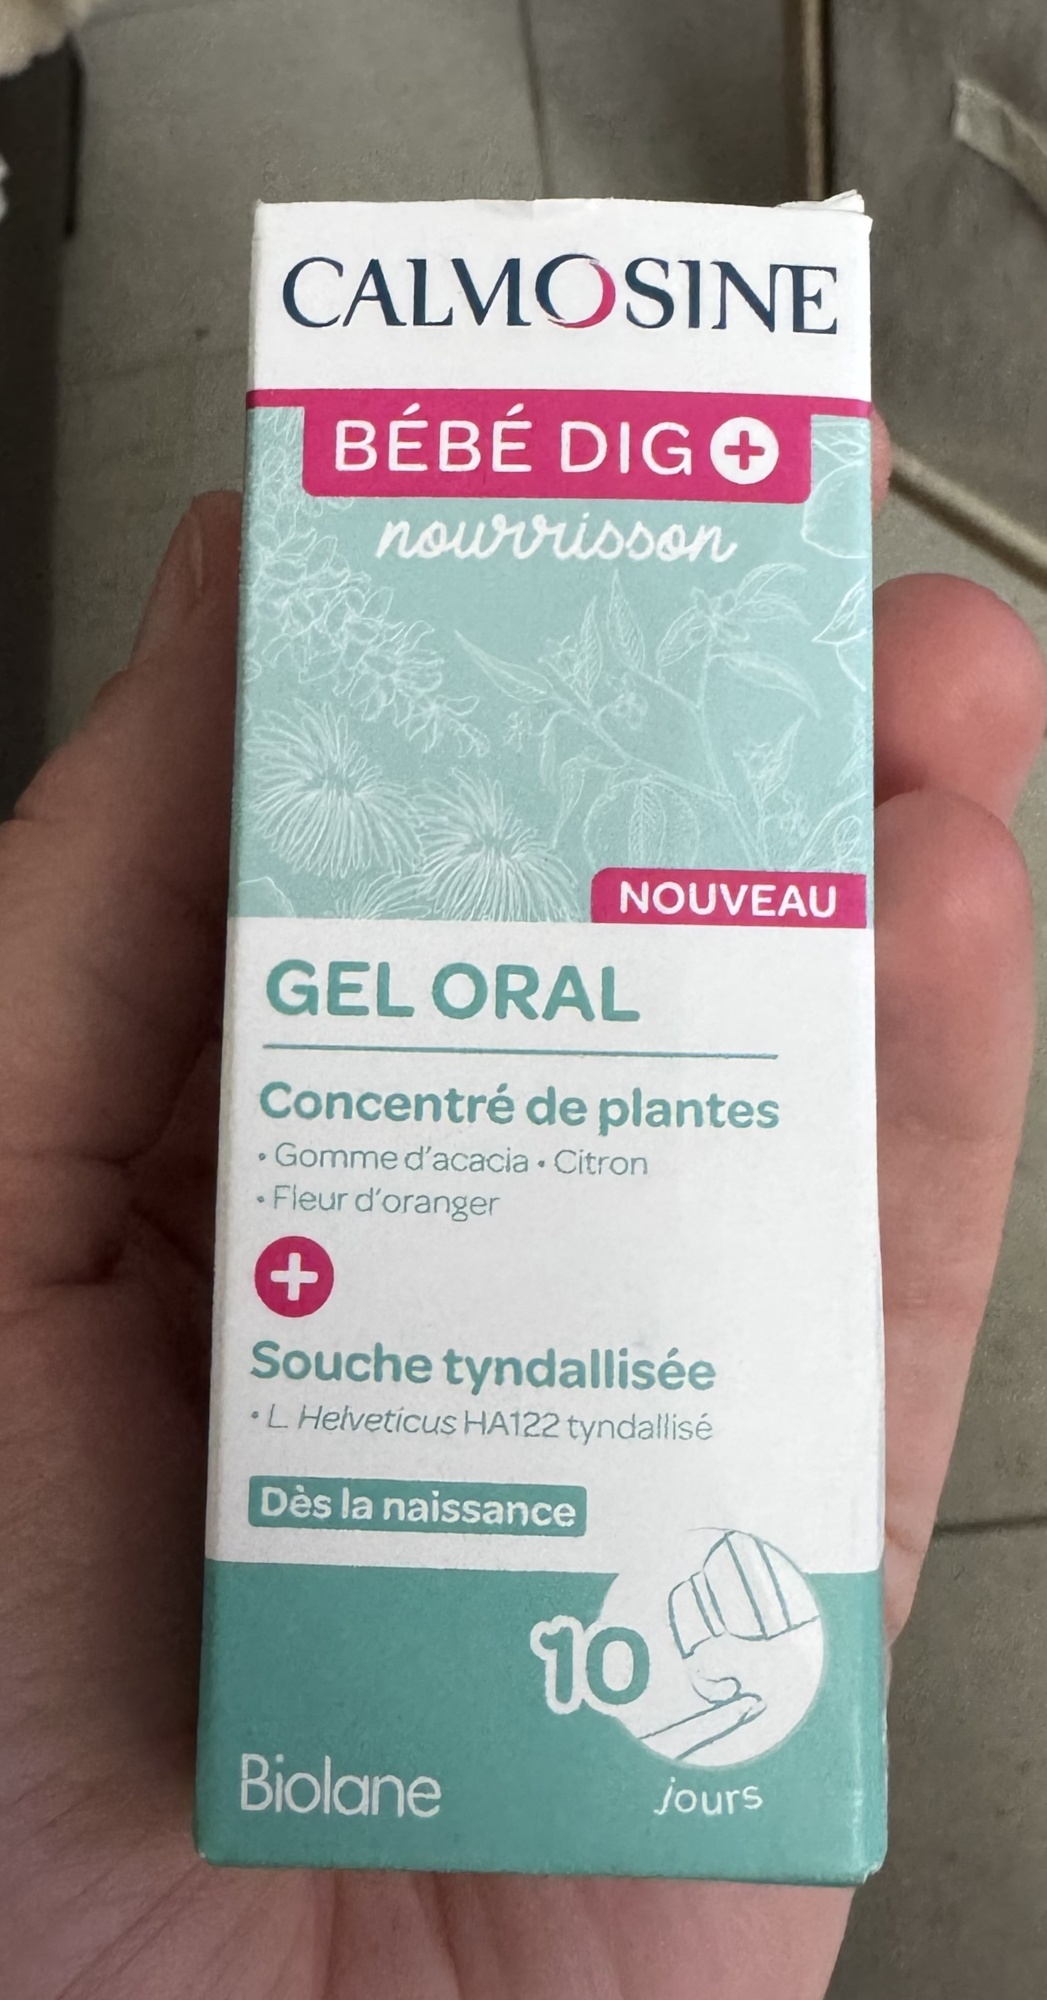 CALMOSINE
BÉBÉ DIG +
nourrisson
NOUVEAU
GEL ORAL
Concentré de plantes
• Gomme d'acacia • Citron
• Fleur d'oranger
+
Souche tyndallisée
• L Helveticus HA122 tyndallisé
Dès la naissance
10
jours
Biolane